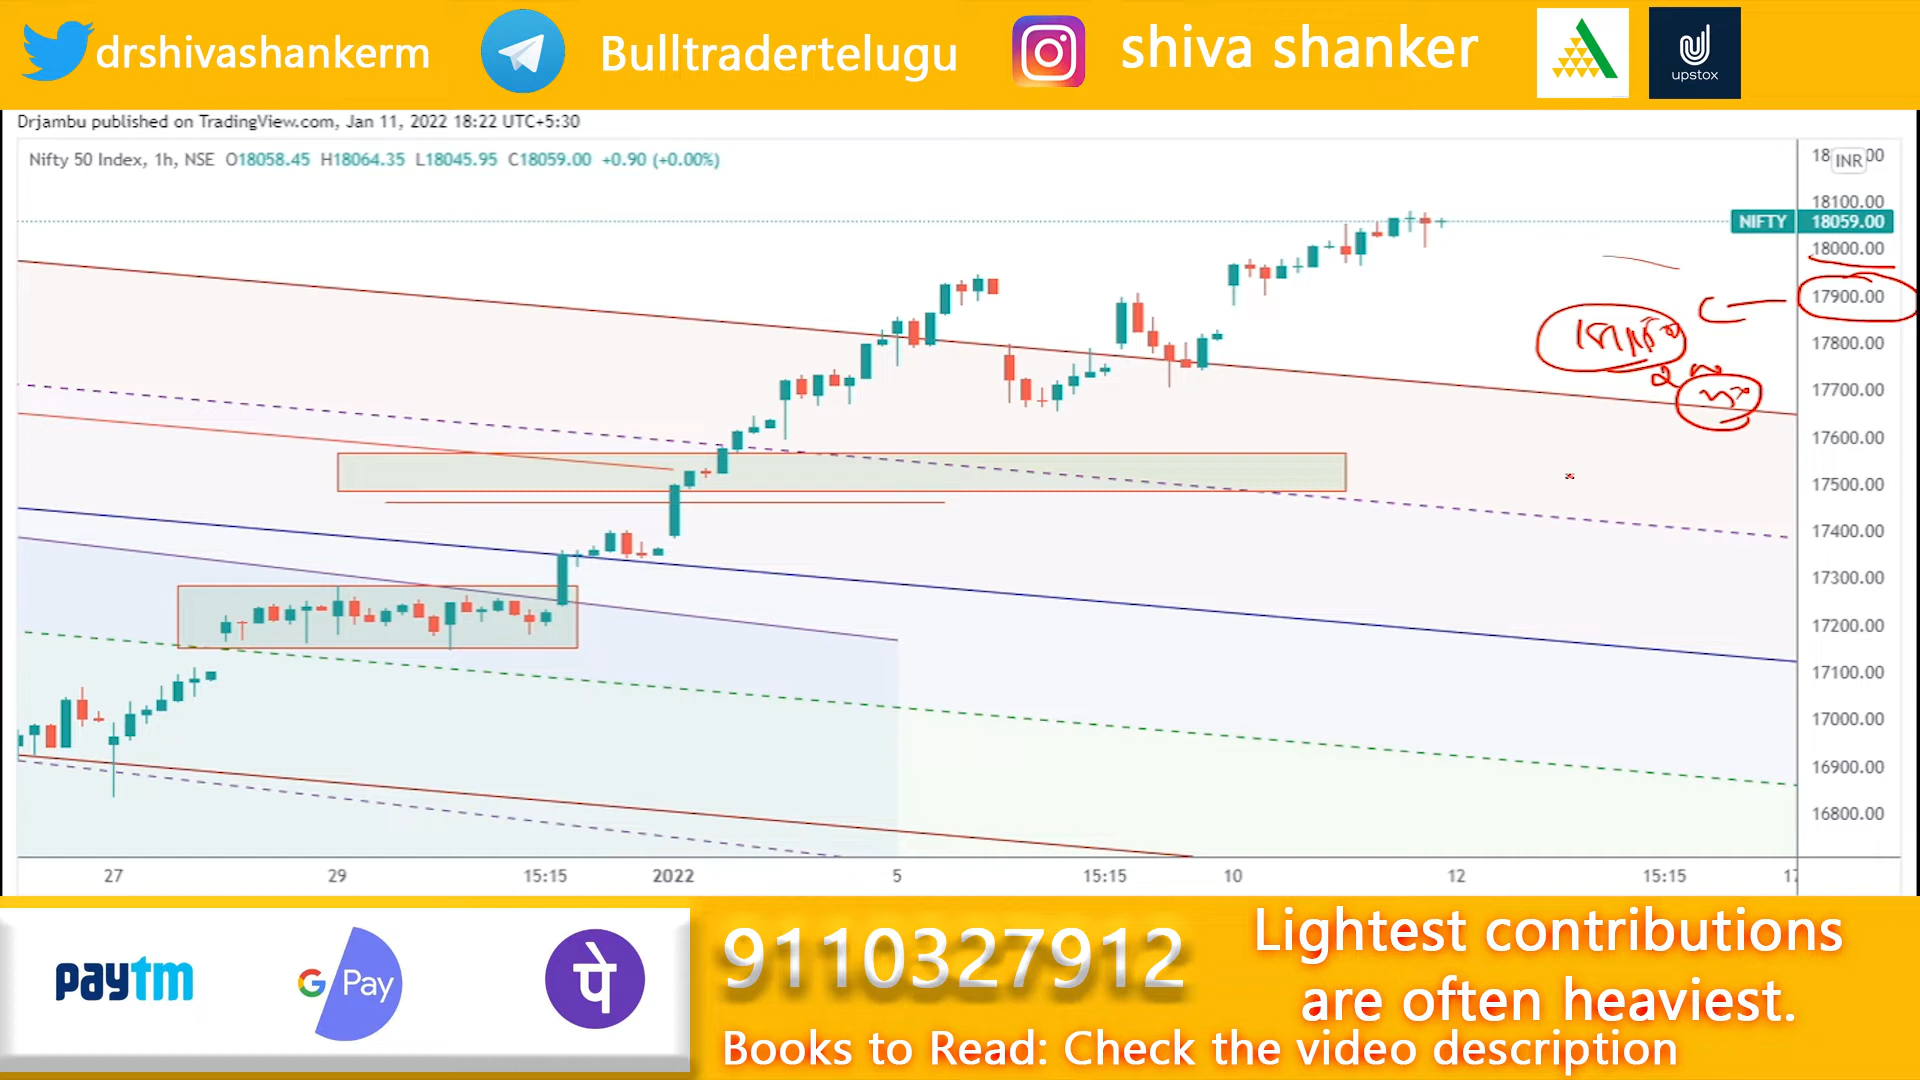 drshivashankerm
Bulltradertelugu
shiva shanker
upstox
Drjambu published on TradingView.com, Jan 11, 2022 18:22 UTC+5:30
Nifty 50 Index, 1h, NSE O18058.45 H18064.35 L18045.95 C18059.00 +0.90 (+0.00%)
INR
18100.00
NIFTY 18059.00
18000.00
17900.00
17800.00
17700.00
17600.00
17500.00
17400.00
17300.00
17200.00
17100.00
17000.00
16900.00
16800.00
27 29 15:15 2022 5 15:15 10 12 15:15
paytm
G Pay
पे
9110327912
Lightest contributions
are often heaviest.
Books to Read: Check the video description